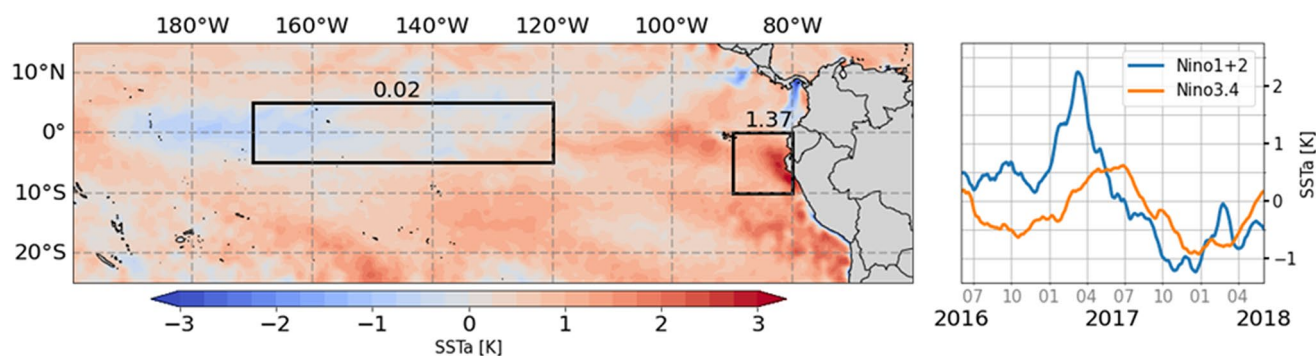 180°W 160°W 140°W 120°W 100°W 80°W
10°N
0°
10°S
20°S
0.02
1.37
−3 −2 −1 0 1 2 3
SSTa [K]
Nino1+2
Nino3.4
2
1
0
−1
SSTa [K]
07 10 01 04 07 10 01 04
2016 2017 2018